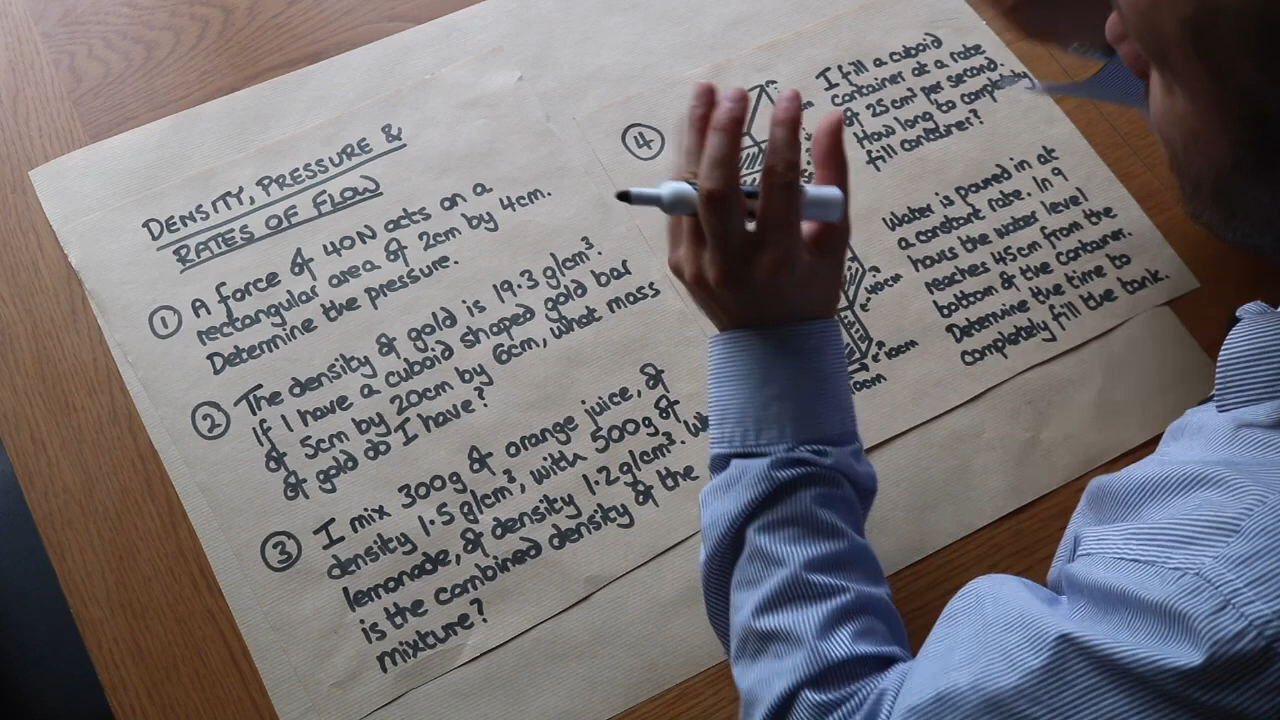 DENSITY, PRESSURE &
RATES OF FLOW
① A force of 40N acts on a
rectangular area of 2cm by 4cm.
Determine the pressure.
② The density of gold is 19.3 g/cm³.
If I have a cuboid shaped gold bar
of 5cm by 20cm by 6cm, what mass
of gold do I have?
③ I mix 300g of orange juice, of
density 1.5g/cm³, with 500g of
lemonade, of density 1.2g/cm³.
is the combined density of the
mixture?
④
I fill a cuboid
container at a rate
of 25cm³ per second.
How long to completely
fill container?
Water is poured in at
a constant rate. In 9
hours the water level
reaches 45cm from the
bottom of the container.
Determine the time to
completely fill the tank.
40cm
10cm